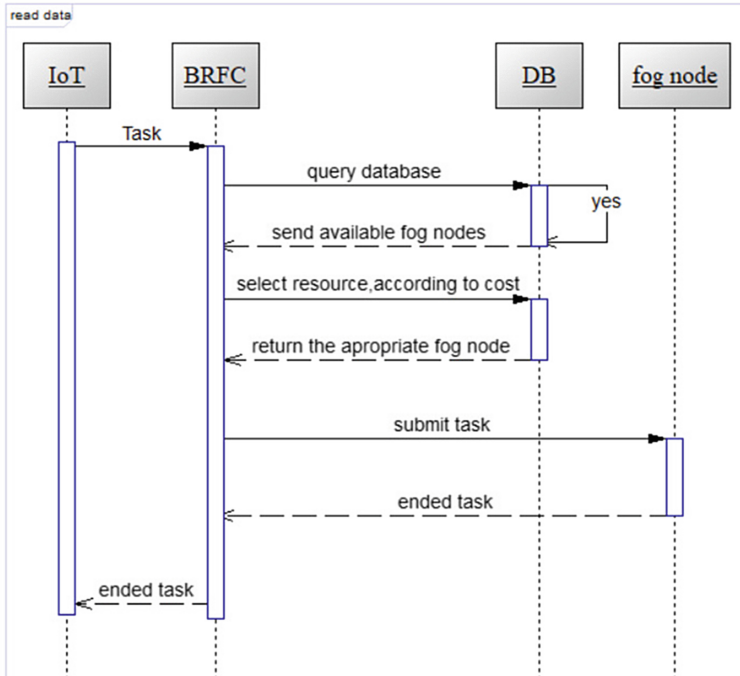 read data
IoT
BRFC
DB
fog node
Task
query database
yes
send available fog nodes
select resource,according to cost
return the apropriate fog node
submit task
ended task
ended task